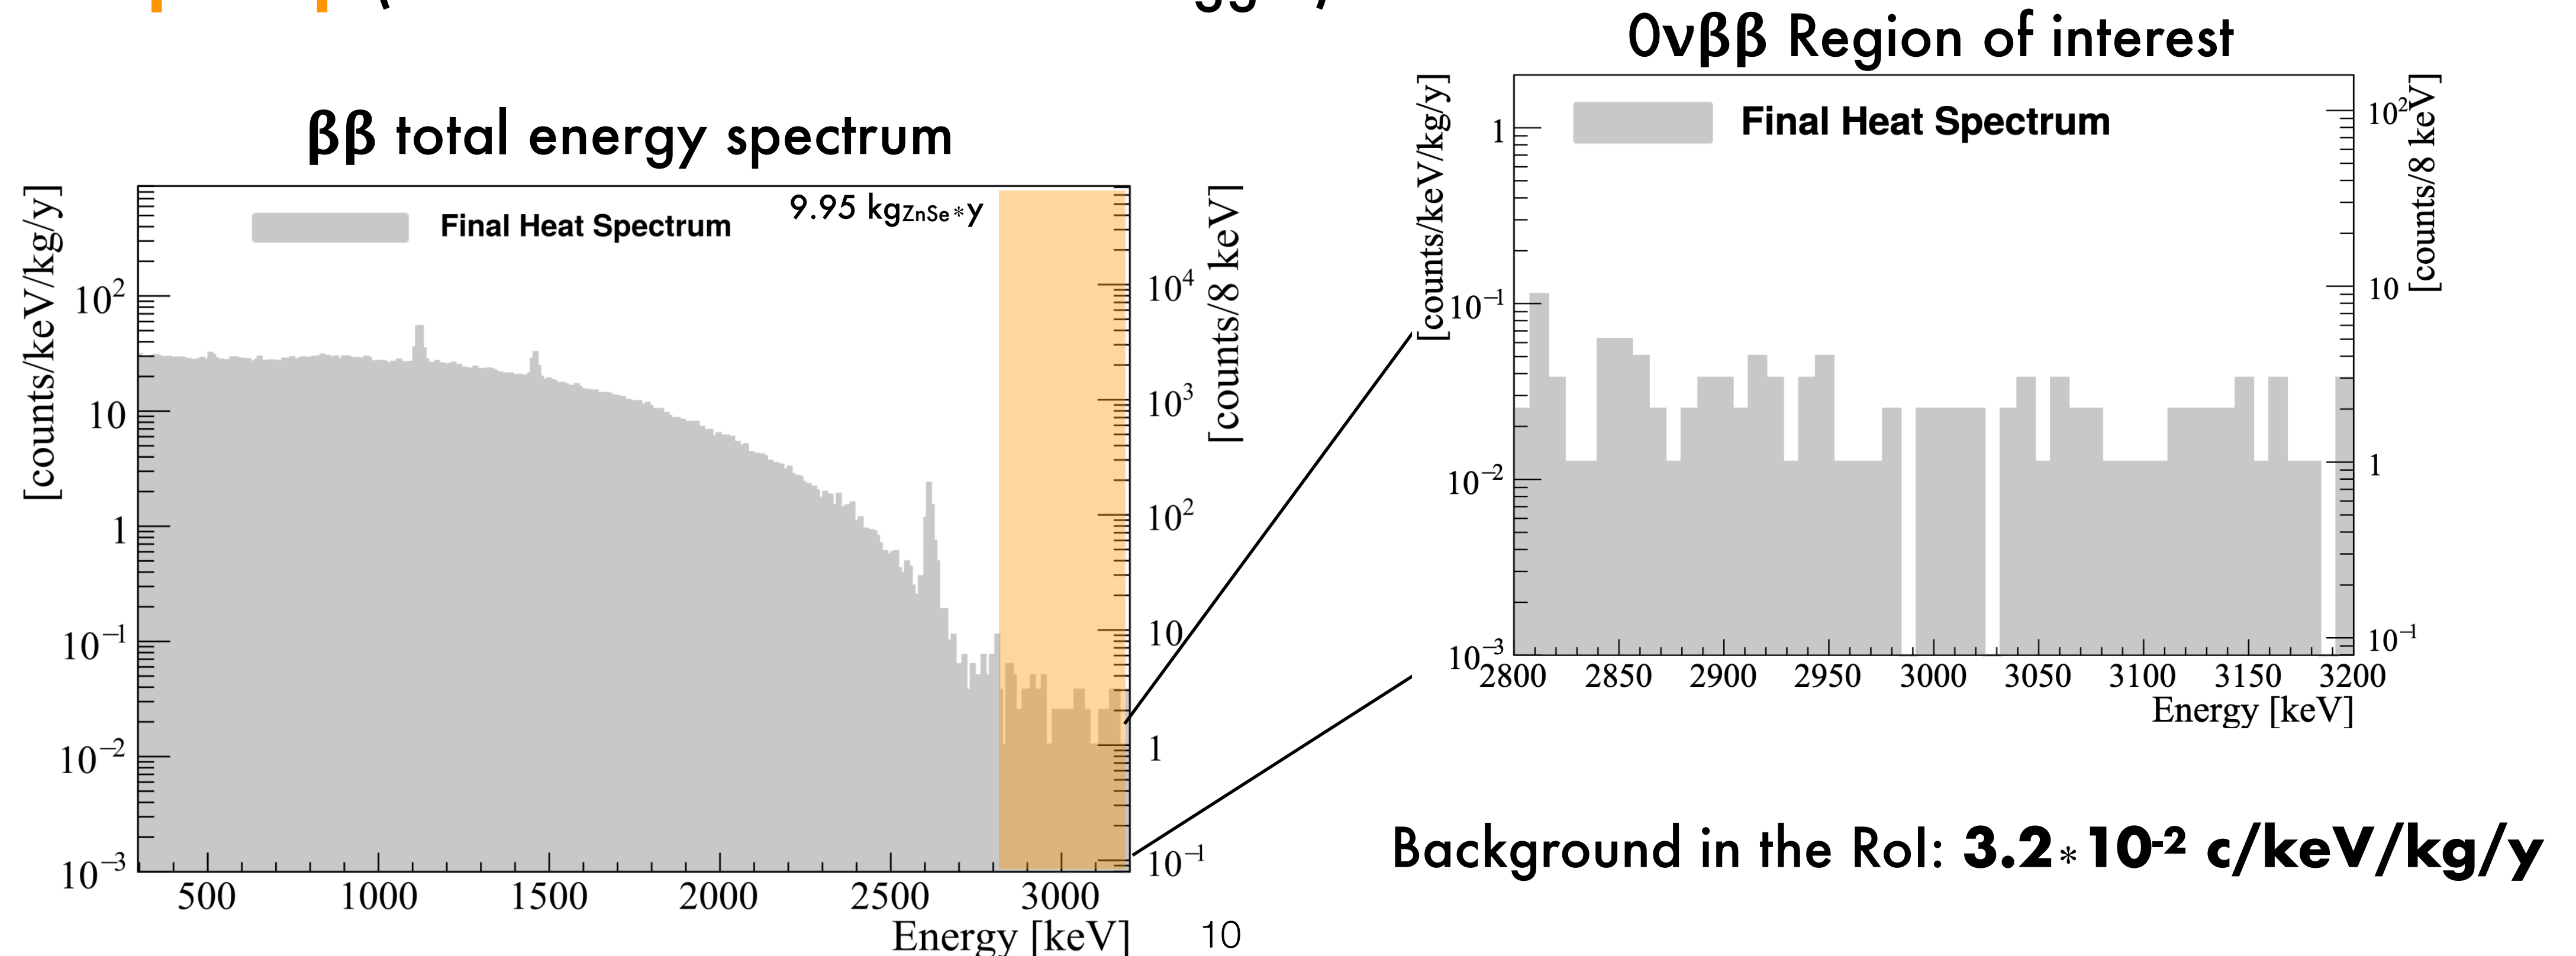 ββ total energy spectrum
[counts/keV/kg/y]
Final Heat Spectrum
9.95 kgZnSe*y
[counts/8 keV]
10²
10
1
10⁻¹
10⁻²
10⁻³
10⁴
10³
10²
10
1
10⁻¹
500 1000 1500 2000 2500 3000
Energy [keV]
0νββ Region of interest
[counts/keV/kg/y]
Final Heat Spectrum
[counts/8 keV]
1
10⁻¹
10⁻²
10⁻³
10²
10
1
10⁻¹
2800 2850 2900 2950 3000 3050 3100 3150 3200
Energy [keV]
Background in the RoI: 3.2*10⁻² c/keV/kg/y
10